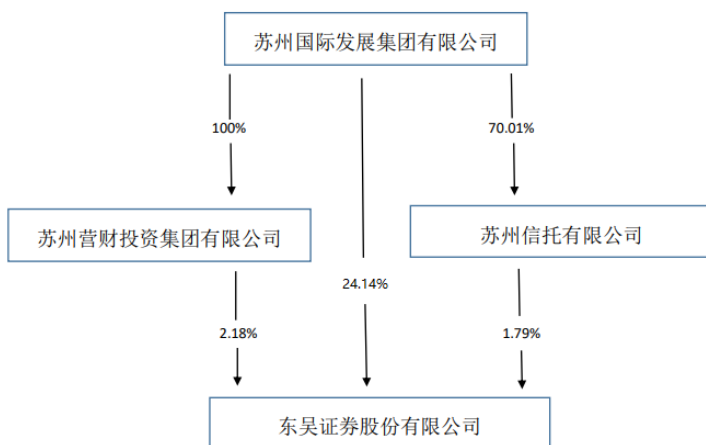 苏州国际发展集团有限公司
100%
70.01%
苏州营财投资集团有限公司
苏州信托有限公司
24.14%
2.18%
1.79%
东吴证券股份有限公司